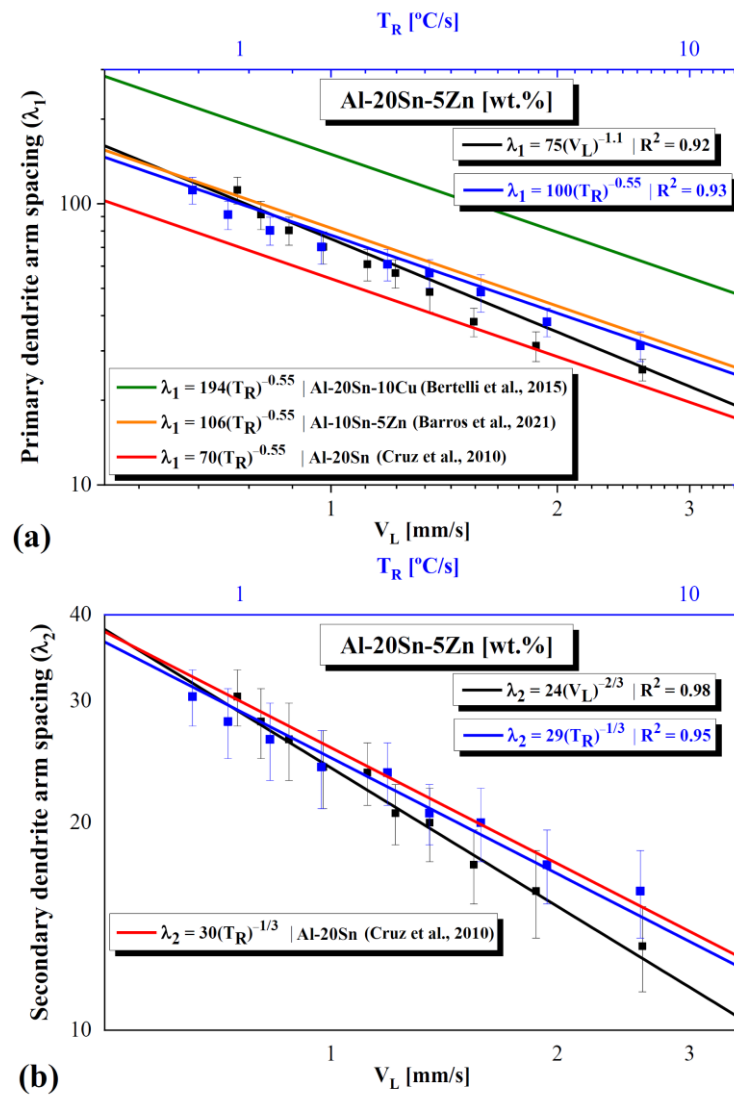 T_R [ºC/s]
1 10
Al-20Sn-5Zn [wt.%]
λ₁ = 75(V_L)^−1.1 | R² = 0.92
λ₁ = 100(T_R)^−0.55 | R² = 0.93
Primary dendrite arm spacing (λ₁)
100
10
λ₁ = 194(T_R)^−0.55 | Al-20Sn-10Cu (Bertelli et al., 2015)
λ₁ = 106(T_R)^−0.55 | Al-10Sn-5Zn (Barros et al., 2021)
λ₁ = 70(T_R)^−0.55 | Al-20Sn (Cruz et al., 2010)
1 2 3
V_L [mm/s]
(a)
T_R [ºC/s]
1 10
Al-20Sn-5Zn [wt.%]
λ₂ = 24(V_L)^−2/3 | R² = 0.98
λ₂ = 29(T_R)^−1/3 | R² = 0.95
Secondary dendrite arm spacing (λ₂)
40
30
20
10
λ₂ = 30(T_R)^−1/3 | Al-20Sn (Cruz et al., 2010)
1 2 3
V_L [mm/s]
(b)